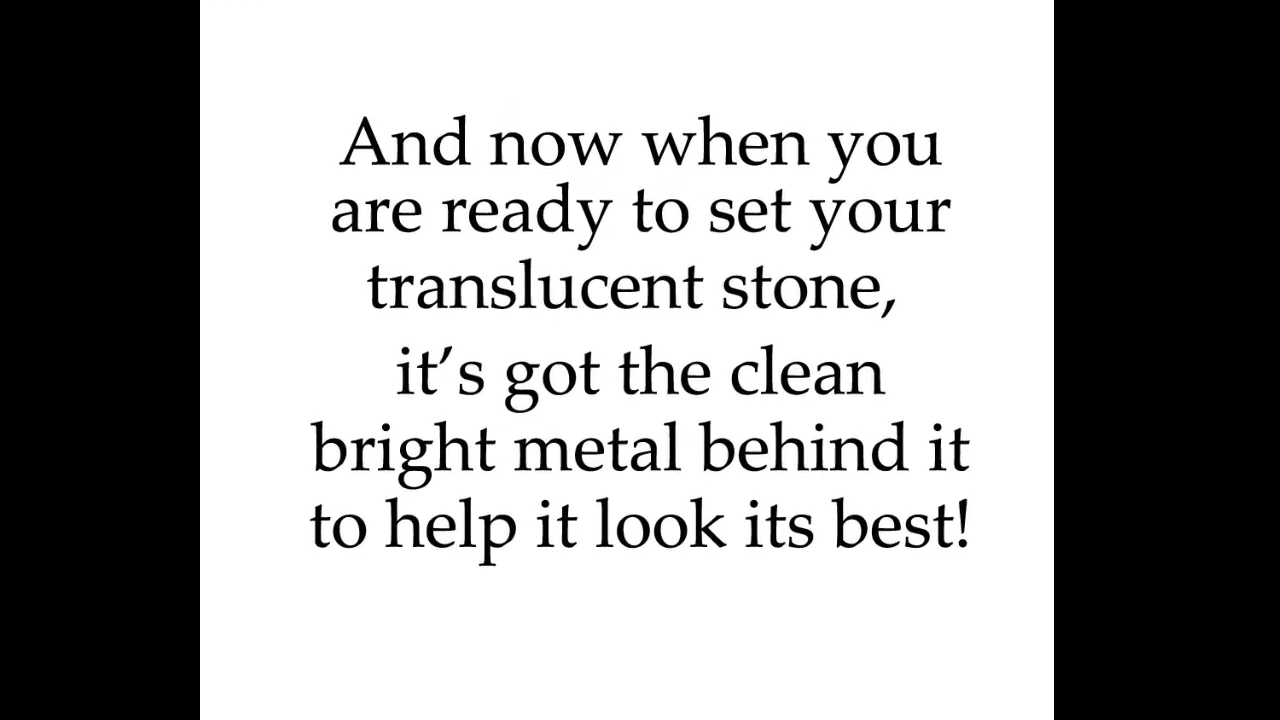 And now when you
are ready to set your
translucent stone,
it’s got the clean
bright metal behind it
to help it look its best!